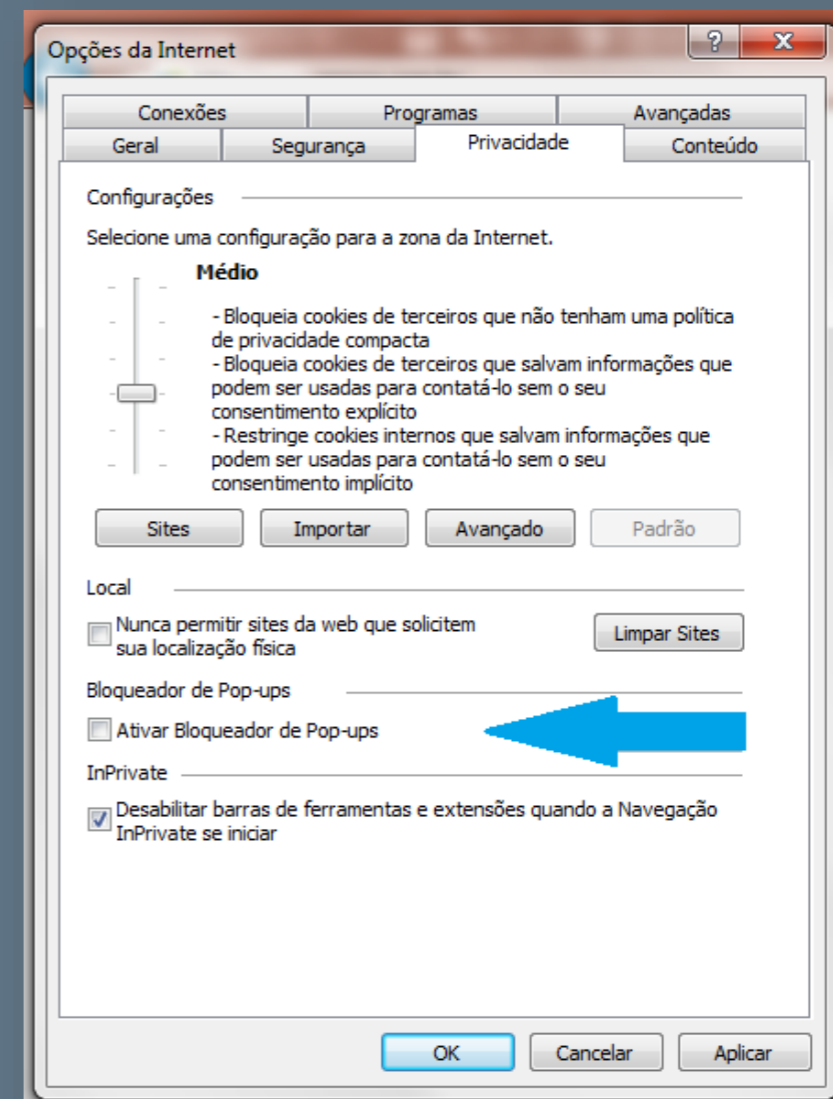 Opções da Internet
Conexões Programas Avançadas
Geral Segurança Privacidade Conteúdo
Configurações
Selecione uma configuração para a zona da Internet.
Médio
- Bloqueia cookies de terceiros que não tenham uma política
de privacidade compacta
- Bloqueia cookies de terceiros que salvam informações que
podem ser usadas para contatá-lo sem o seu
consentimento explícito
- Restringe cookies internos que salvam informações que
podem ser usadas para contatá-lo sem o seu
consentimento implícito
Sites Importar Avançado Padrão
Local
Nunca permitir sites da web que solicitem
sua localização física
Limpar Sites
Bloqueador de Pop-ups
Ativar Bloqueador de Pop-ups
InPrivate
Desabilitar barras de ferramentas e extensões quando a Navegação
InPrivate se iniciar
OK Cancelar Aplicar